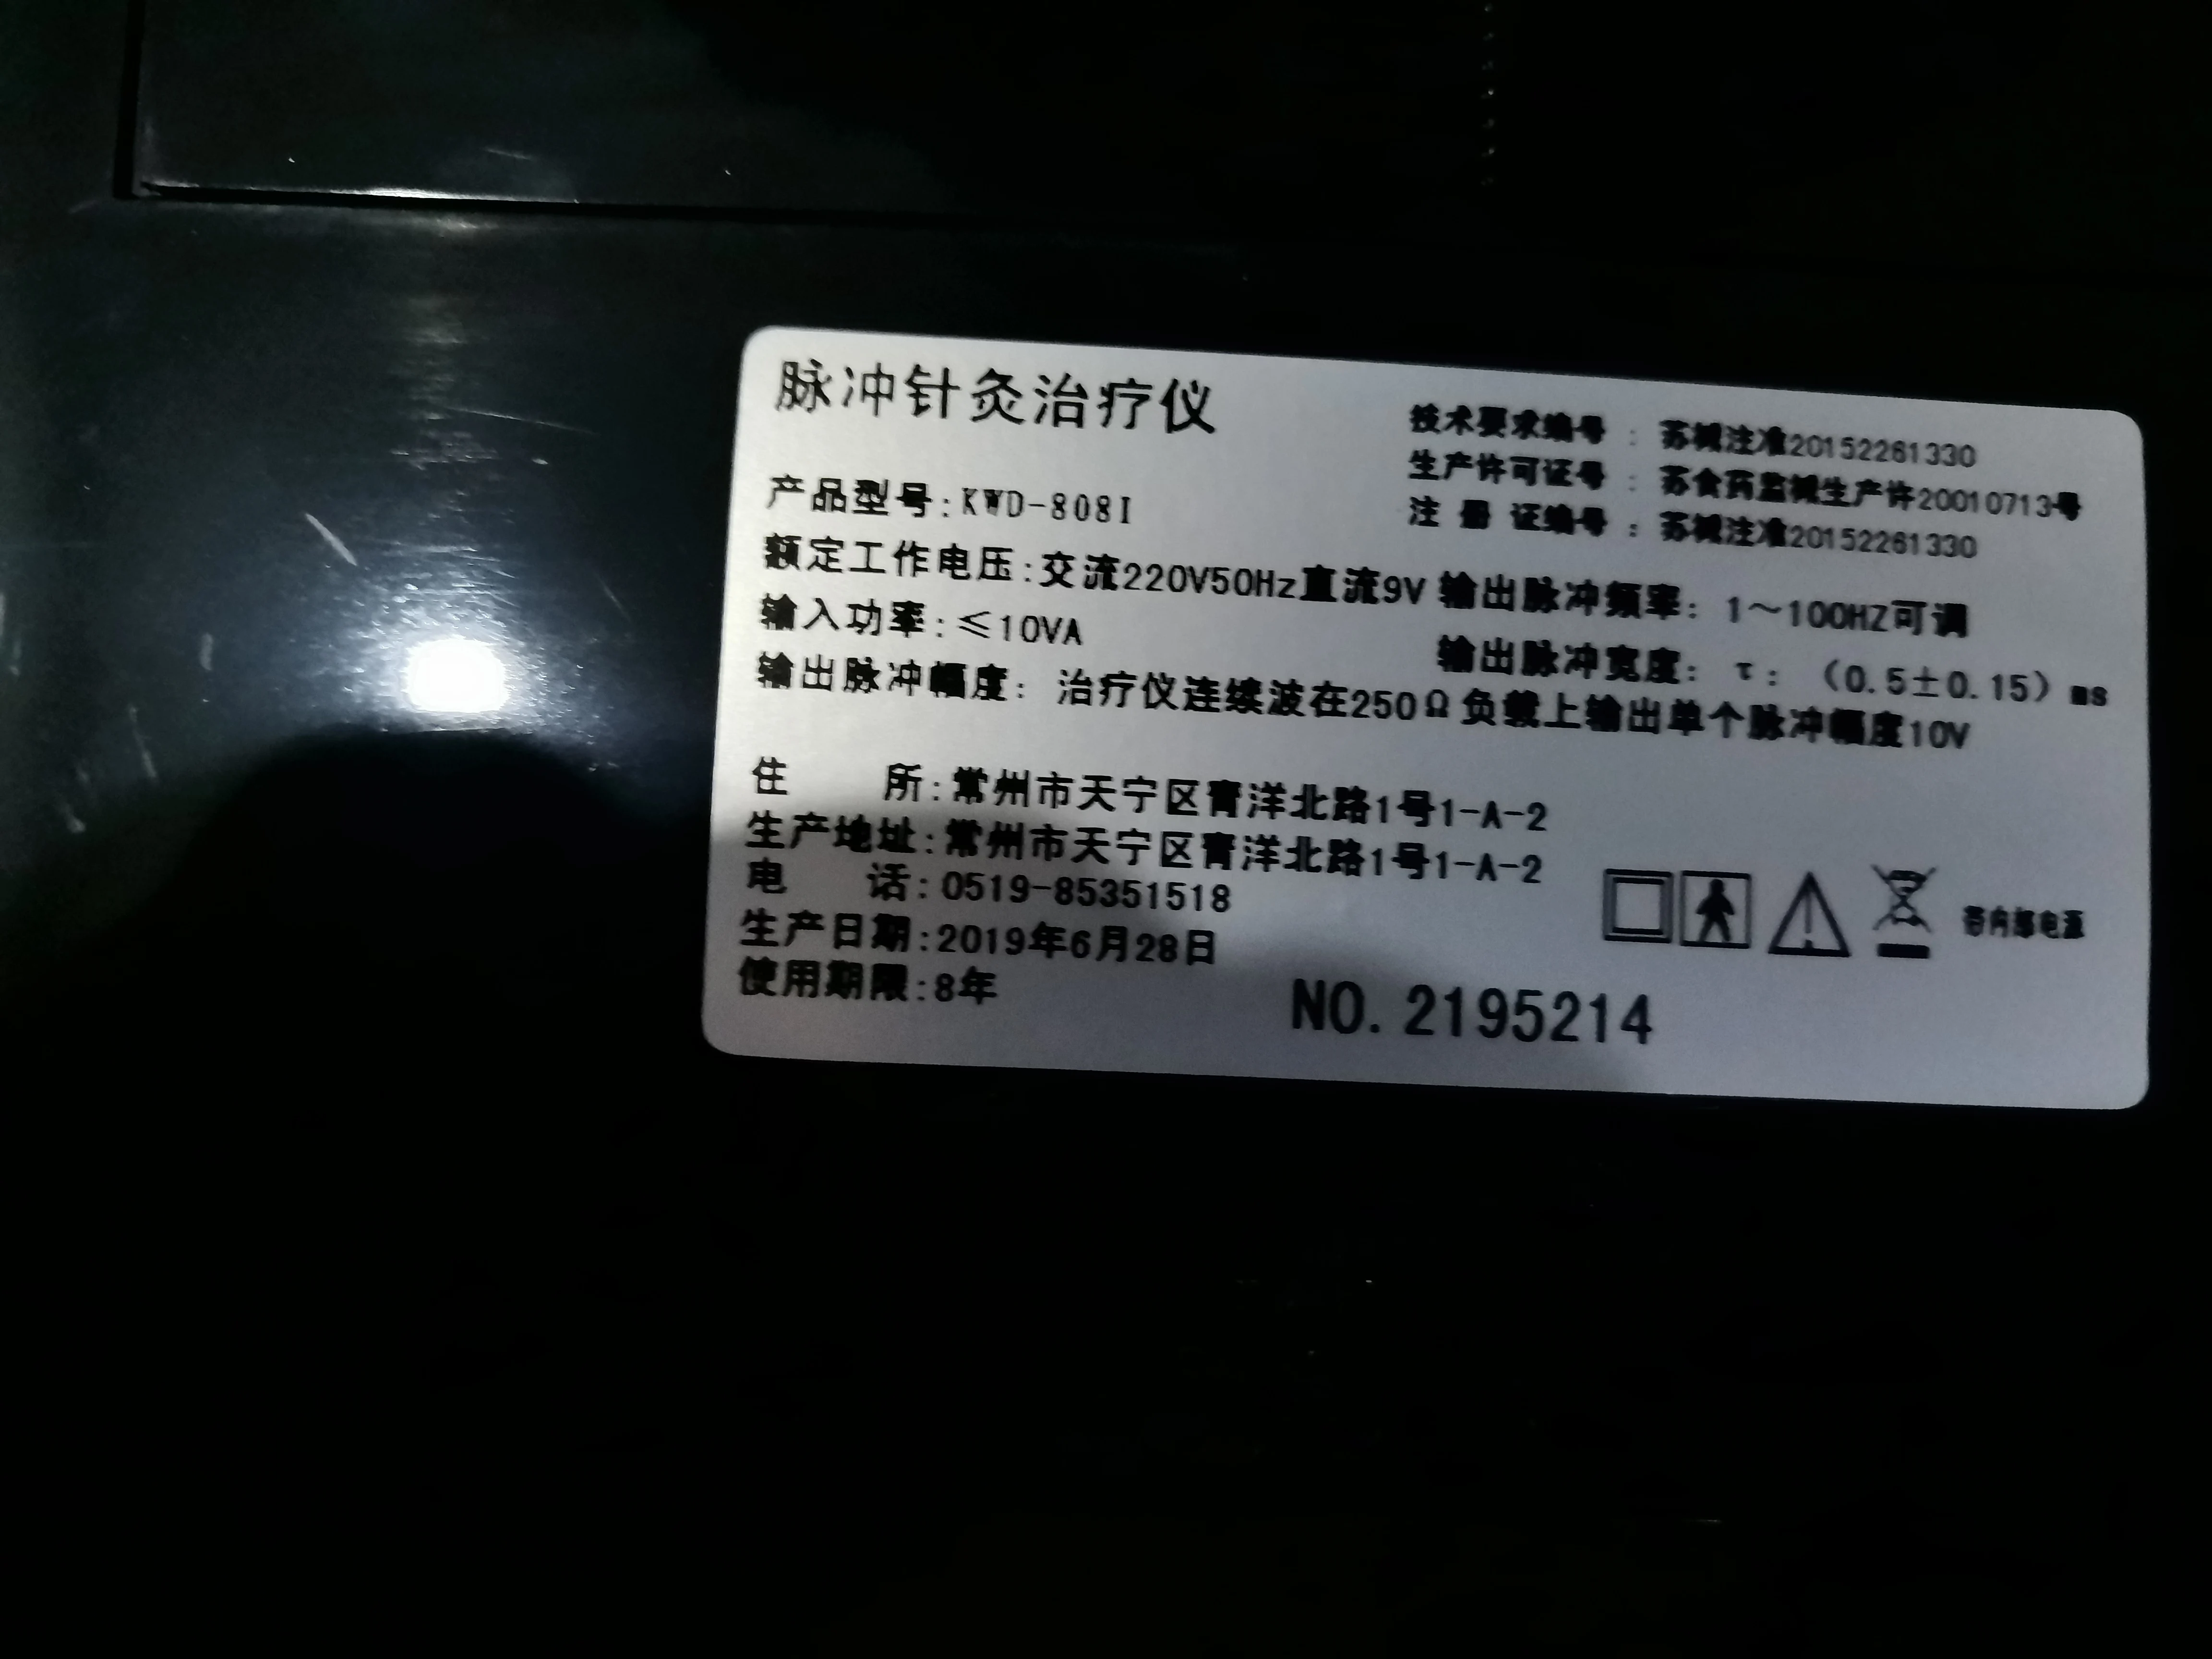 脉冲针灸治疗仪
技术要求编号：苏械注准20152261330
生产许可证号：苏食药监械生产许20010713号
注 册 证编号：苏械注准20152261330
产品型号:KWD-808I
额定工作电压:交流220V50Hz直流9V 输出脉冲频率：1～100HZ可调
输入功率:≤10VA
输出脉冲宽度：τ：（0.5±0.15）ms
输出脉冲幅度：治疗仪连续波在250Ω负载上输出单个脉冲幅度10V
住 所:常州市天宁区青洋北路1号1-A-2
生产地址:常州市天宁区青洋北路1号1-A-2
电 话:0519-85351518
生产日期:2019年6月28日
使用期限:8年
带内部电源
NO.2195214